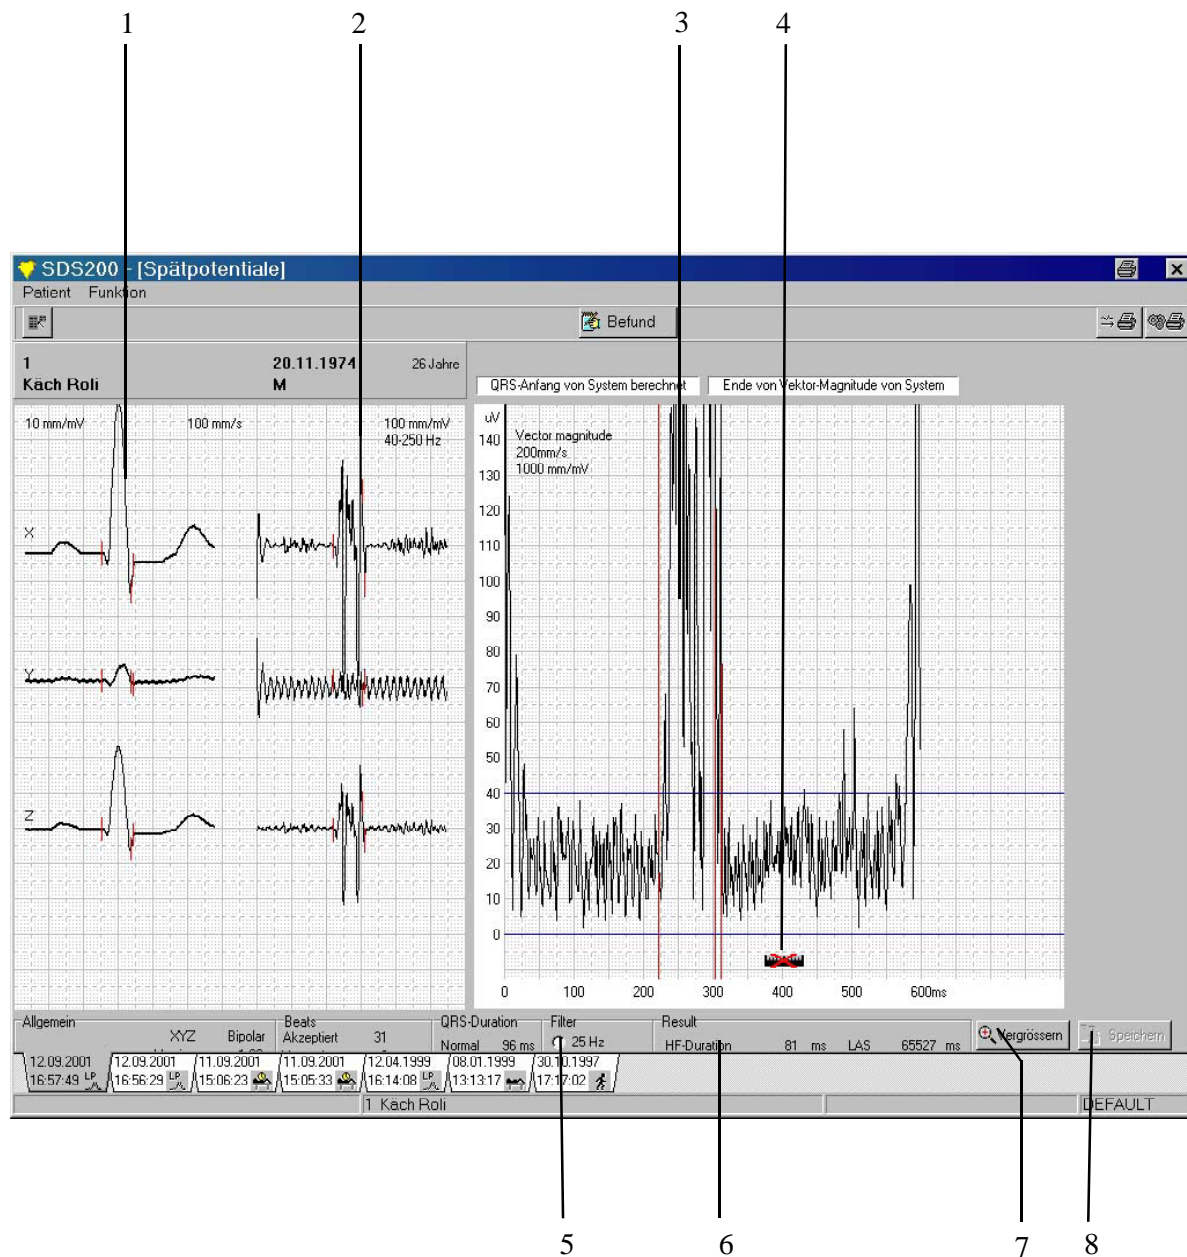 1 2 3 4
SDS200 - [Spätpotentiale]
Patient Funktion
Befund
1 20.11.1974 26 Jahre
Käch Roli M
QRS-Anfang von System berechnet Ende von Vektor-Magnitude von System
10 mm/mV 100 mm/s 100 mm/mV
40-250 Hz
X
Y
Z
uV
Vector magnitude
200mm/s
1000 mm/mV
140
130
120
110
100
90
80
70
60
50
40
30
20
10
0
0 100 200 300 400 500 600ms
Allgemein Beats QRS-Duration Filter Result
XYZ Bipolar Akzeptiert 31 Normal 96 ms 25 Hz HF-Duration 81 ms LAS 65527 ms
Vergrössern Speichern
12.09.2001 12.09.2001 11.09.2001 11.09.2001 12.04.1999 08.01.1999 30.10.1997
16:57:49 LP 16:56:29 LP 15:06:23 15:05:33 16:14:08 LP 13:13:17 17:17:02
1 Käch Roli DEFAULT
5 6 7 8